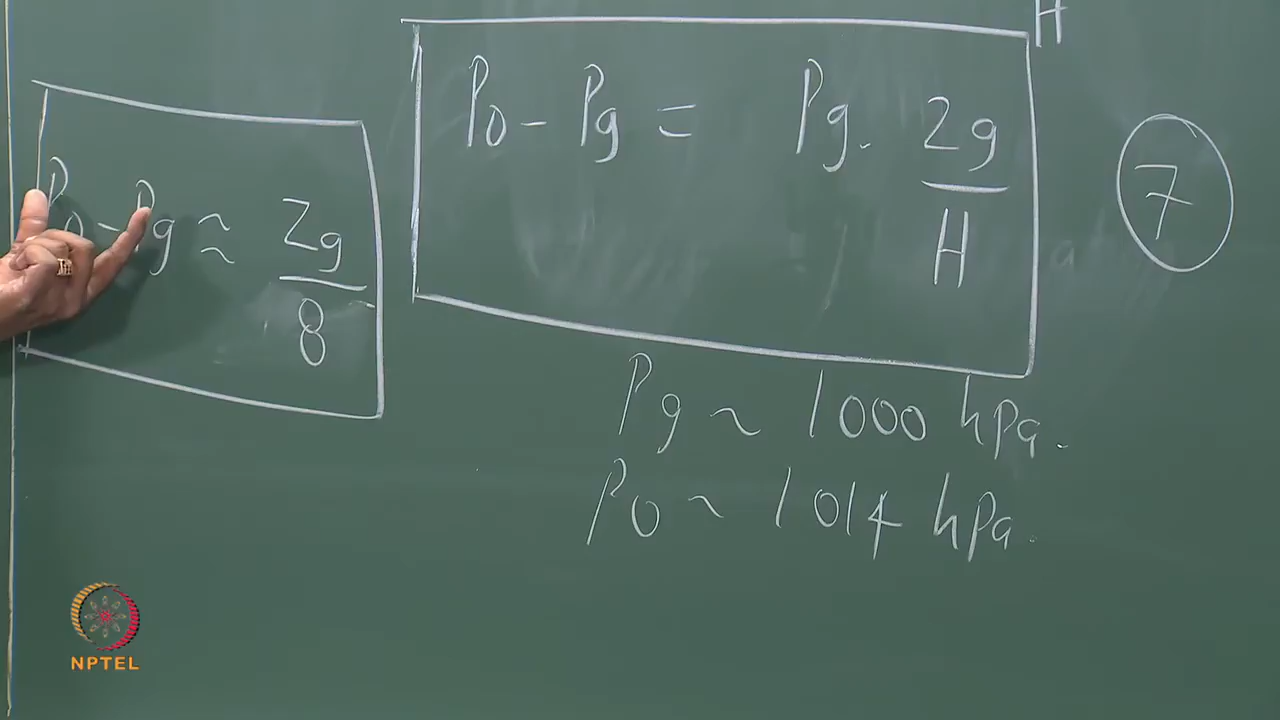 H
P0 - Pg = Pg. Zg/H
7
P0 - Pg ≈ Zg/8
Pg ~ 1000 hPa.
P0 ~ 1014 hPa.
NPTEL